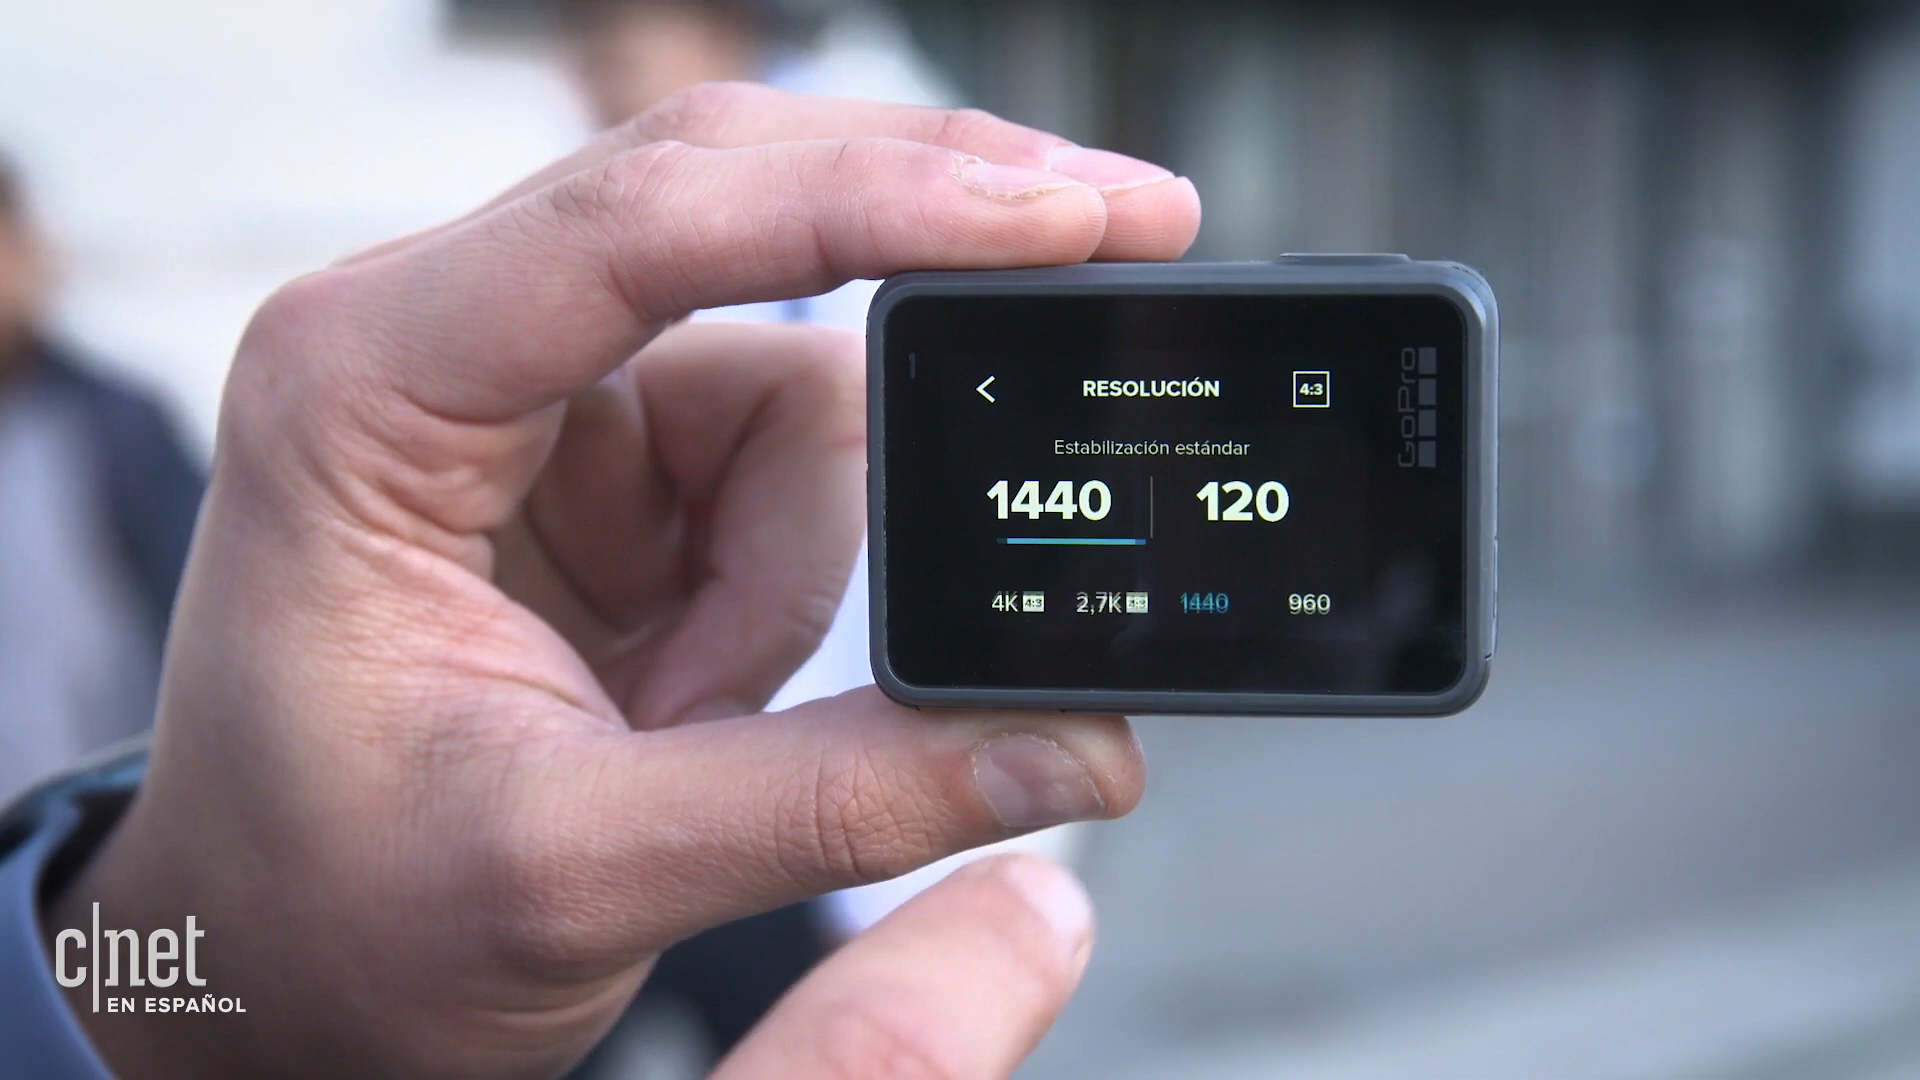 RESOLUCIÓN 4:3
Estabilización estándar
1440 120
4K 4:3 2,7K 4:3 1440 960
GoPro
c|net
EN ESPAÑOL